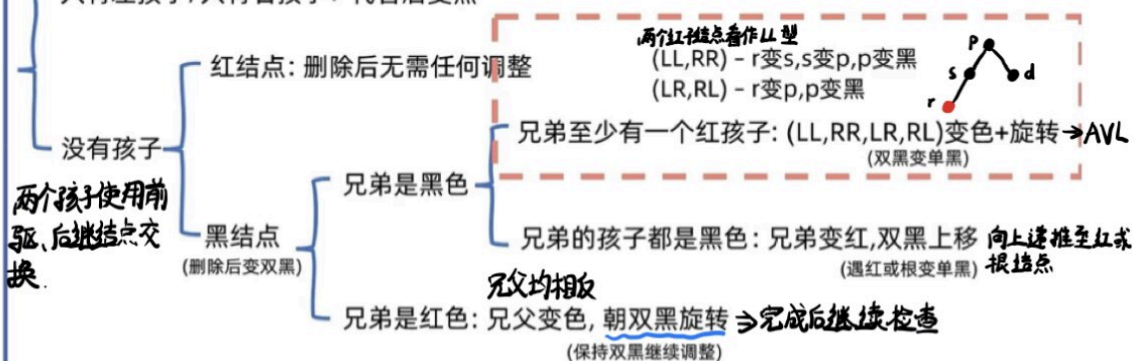 两个红子结点看作LL型
(LL,RR) – r变s,s变p,p变黑
(LR,RL) – r变p,p变黑
p
s
d
r
红结点: 删除后无需任何调整
兄弟至少有一个红孩子: (LL,RR,LR,RL)变色+旋转→AVL
(双黑变单黑)
没有孩子
兄弟是黑色
两个孩子使用前
驱、后继结点交
换.
黑结点
(删除后变双黑)
兄弟的孩子都是黑色: 兄弟变红,双黑上移 向上递推至红或
根结点
(遇红或根变单黑)
兄父均相反
兄弟是红色: 兄父变色, 朝双黑旋转 ⇒完成后继续检查
(保持双黑继续调整)